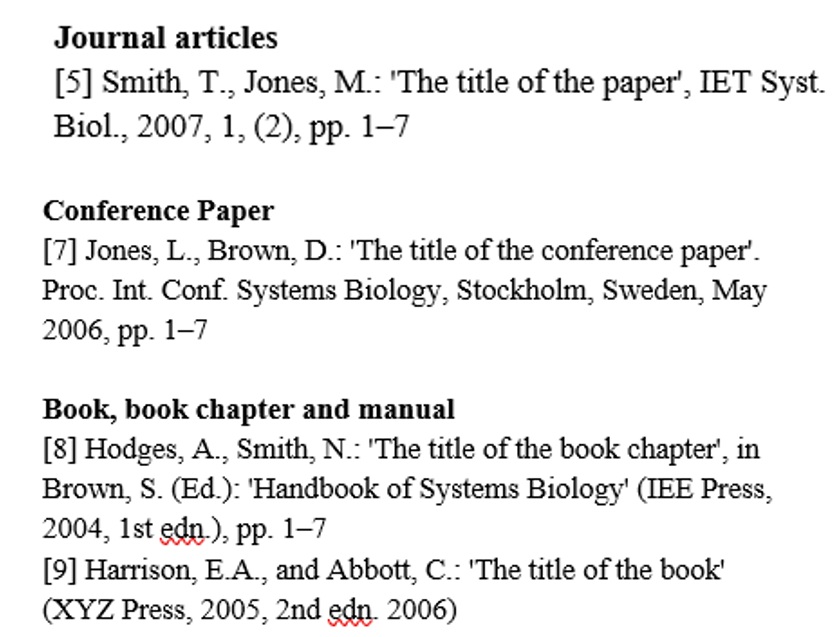 Journal articles
[5] Smith, T., Jones, M.: 'The title of the paper', IET Syst.
Biol., 2007, 1, (2), pp. 1–7
Conference Paper
[7] Jones, L., Brown, D.: 'The title of the conference paper'.
Proc. Int. Conf. Systems Biology, Stockholm, Sweden, May
2006, pp. 1–7
Book, book chapter and manual
[8] Hodges, A., Smith, N.: 'The title of the book chapter', in
Brown, S. (Ed.): 'Handbook of Systems Biology' (IEE Press,
2004, 1st edn.), pp. 1–7
[9] Harrison, E.A., and Abbott, C.: 'The title of the book'
(XYZ Press, 2005, 2nd edn. 2006)